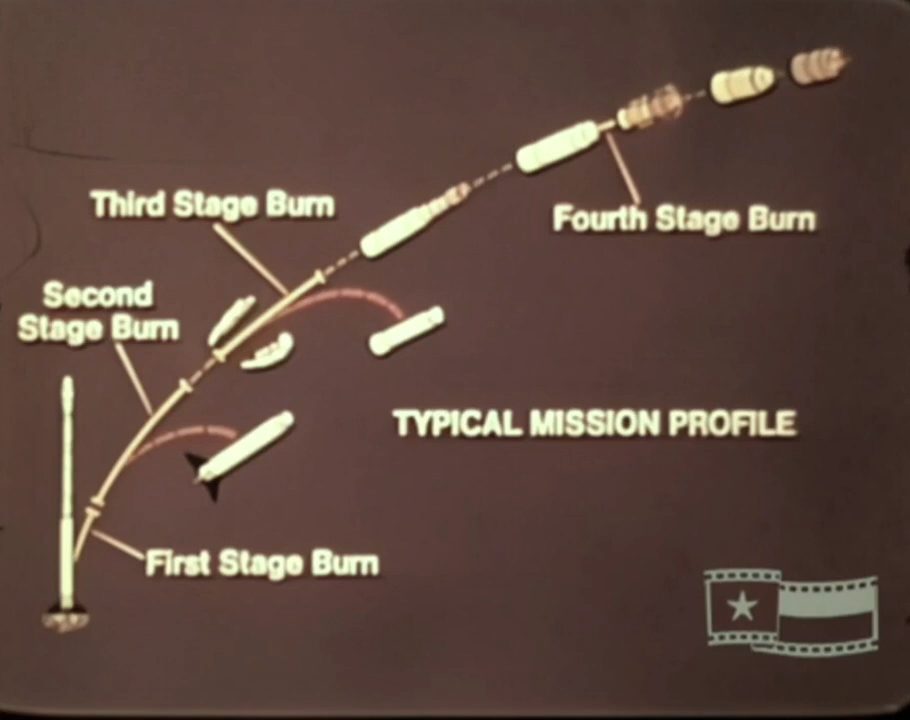 Third Stage Burn
Fourth Stage Burn
Second
Stage Burn
TYPICAL MISSION PROFILE
First Stage Burn